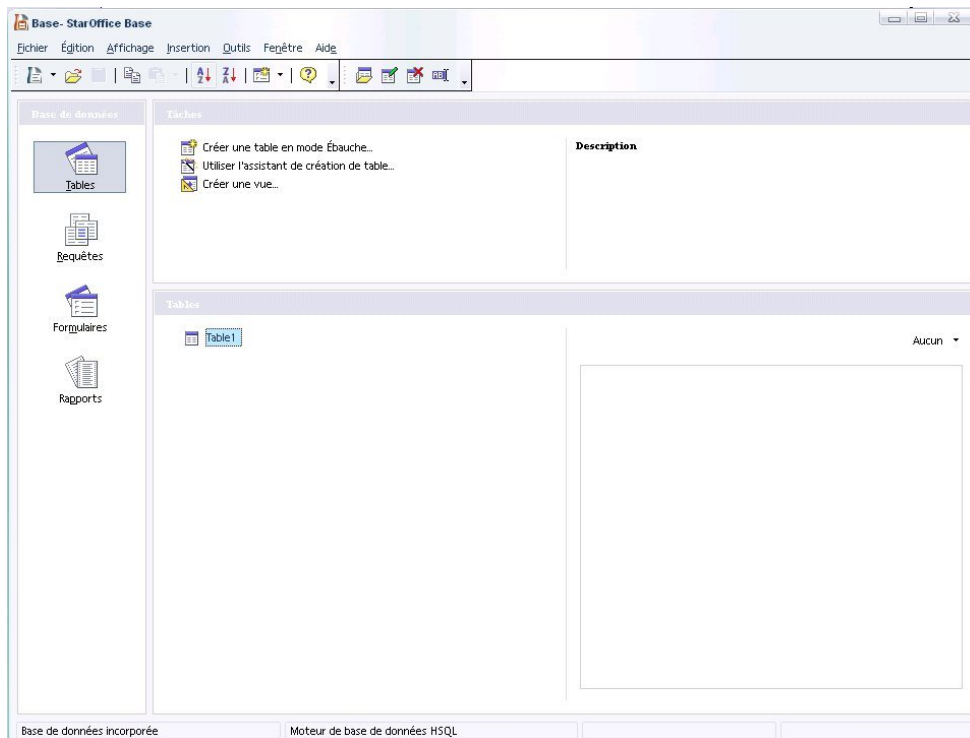 Base- StarOffice Base
Fichier Édition Affichage Insertion Outils Fenêtre Aide
Base de données
Tables
Requêtes
Formulaires
Rapports
Tâches
Créer une table en mode Ébauche...
Utiliser l'assistant de création de table...
Créer une vue...
Description
Tables
Table1
Aucun
Base de données incorporée
Moteur de base de données HSQL